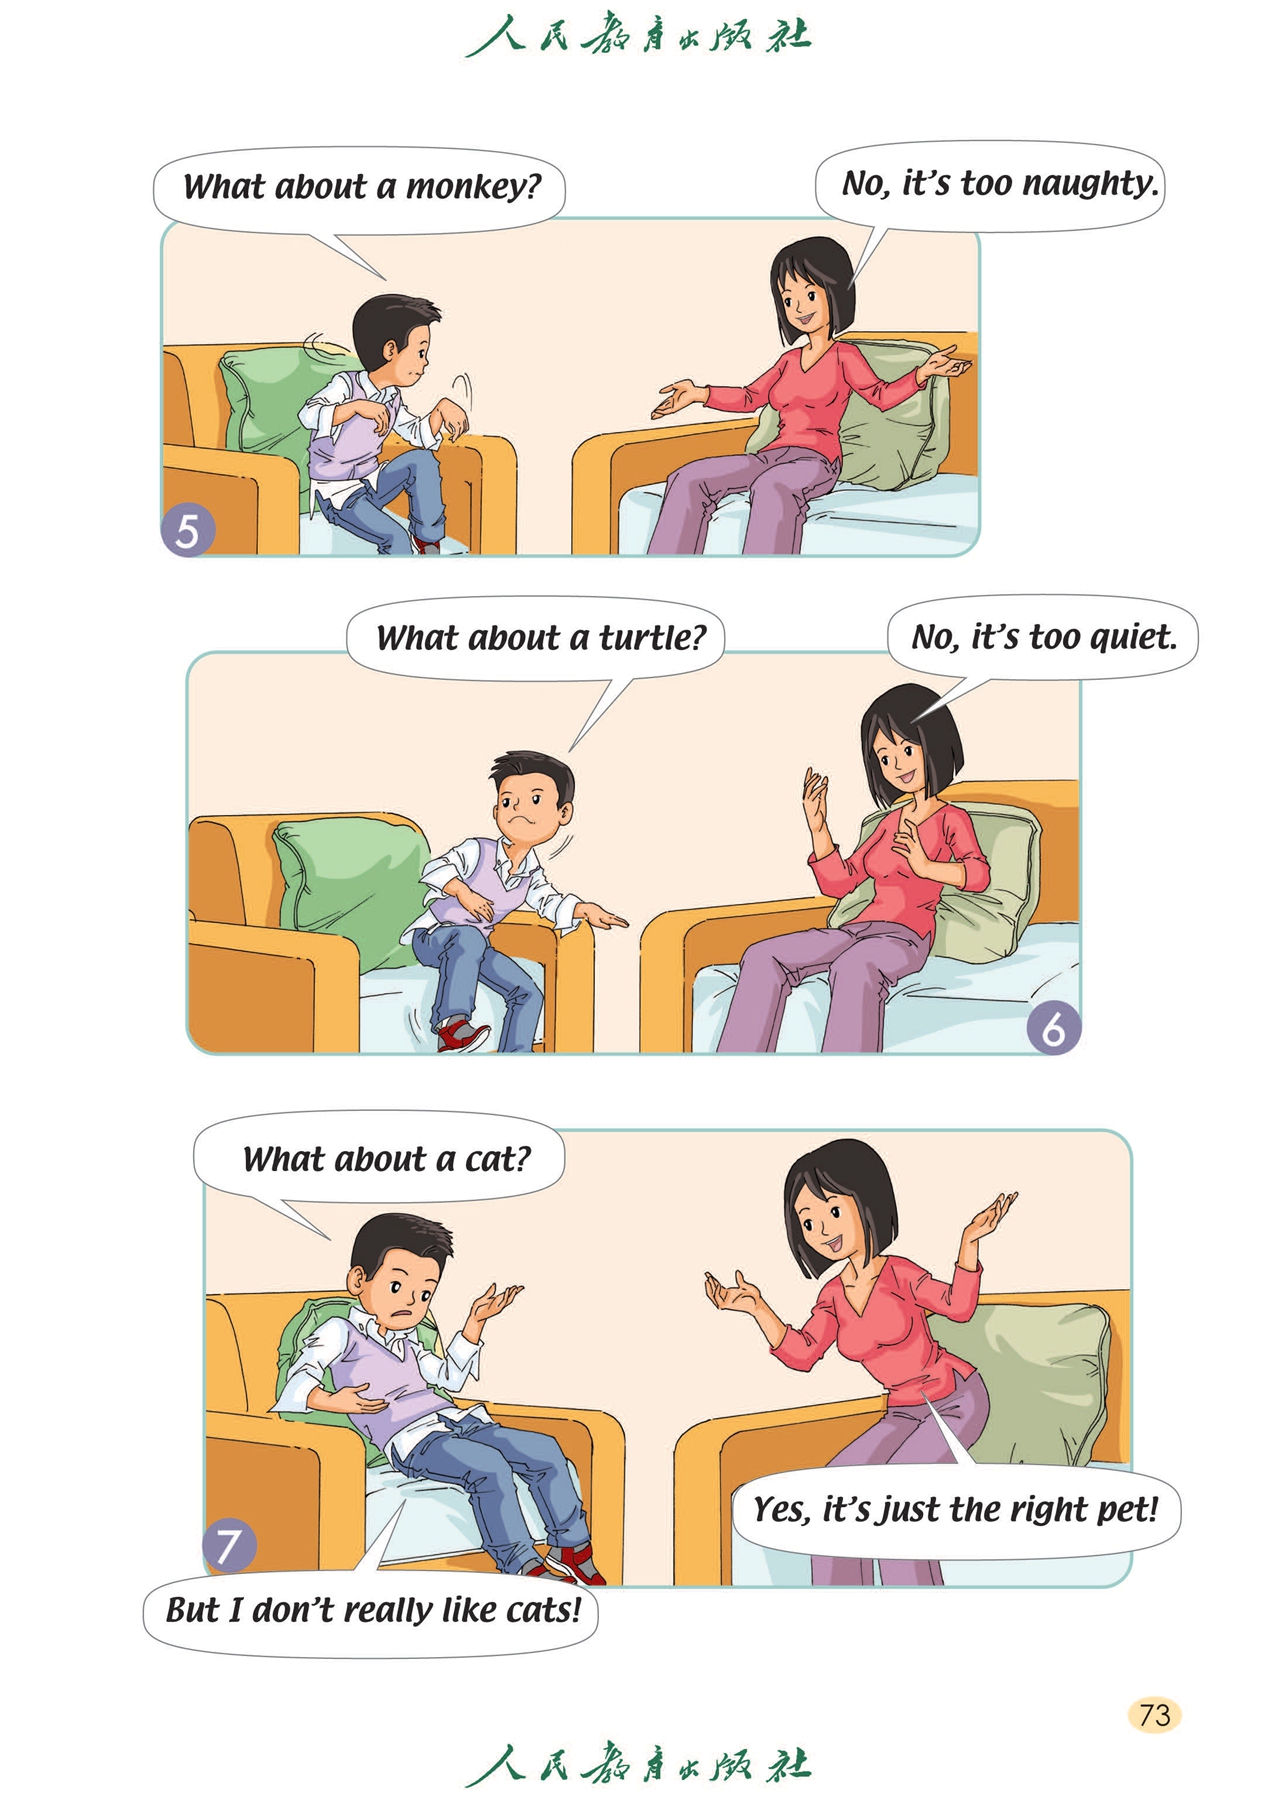 人民教育出版社
What about a monkey?
No, it's too naughty.
5
What about a turtle?
No, it's too quiet.
6
What about a cat?
Yes, it's just the right pet!
7
But I don't really like cats!
73
人民教育出版社